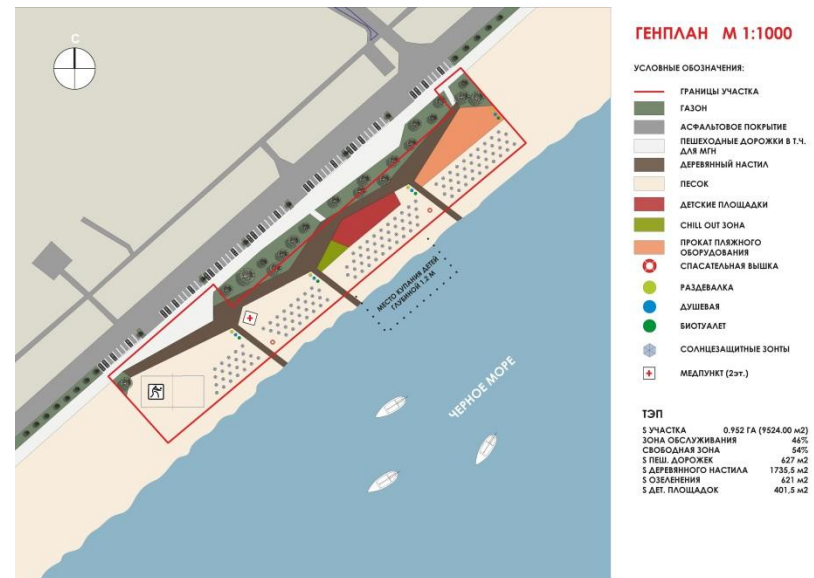 ГЕНПЛАН М 1:1000
УСЛОВНЫЕ ОБОЗНАЧЕНИЯ:
ГРАНИЦЫ УЧАСТКА
ГАЗОН
АСФАЛЬТОВОЕ ПОКРЫТИЕ
ПЕШЕХОДНЫЕ ДОРОЖКИ В Т.Ч.
ДЛЯ МГН
ДЕРЕВЯННЫЙ НАСТИЛ
ПЕСОК
ДЕТСКИЕ ПЛОЩАДКИ
CHILL OUT ЗОНА
ПРОКАТ ПЛЯЖНОГО
ОБОРУДОВАНИЯ
СПАСАТЕЛЬНАЯ ВЫШКА
РАЗДЕВАЛКА
ДУШЕВАЯ
БИОТУАЛЕТ
СОЛНЦЕЗАЩИТНЫЕ ЗОНТЫ
МЕДПУНКТ (2эт.)
ТЭП
S УЧАСТКА 0.952 ГА (9524.00 м2)
ЗОНА ОБСЛУЖИВАНИЯ 46%
СВОБОДНАЯ ЗОНА 54%
S ПЕШ. ДОРОЖЕК 627 м2
S ДЕРЕВЯННОГО НАСТИЛА 1735,5 м2
S ОЗЕЛЕНЕНИЯ 621 м2
S ДЕТ. ПЛОЩАДОК 401,5 м2
С
МЕСТО КУПАНИЯ ДЕТЕЙ
ГЛУБИНОЙ 1.2 М
ЧЕРНОЕ МОРЕ